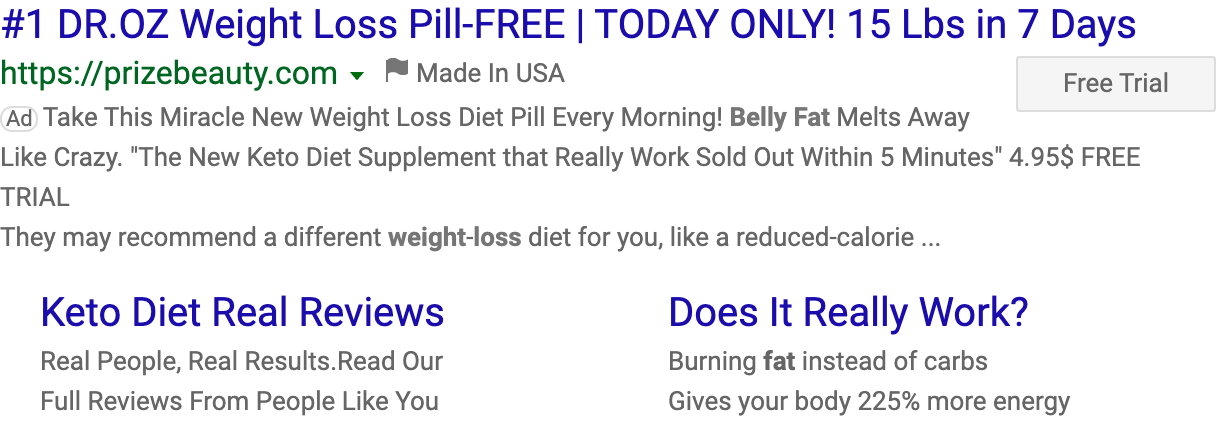 #1 DR.OZ Weight Loss Pill-FREE | TODAY ONLY! 15 Lbs in 7 Days
https://prizebeauty.com Made In USA
Free Trial
Ad Take This Miracle New Weight Loss Diet Pill Every Morning! Belly Fat Melts Away
Like Crazy. "The New Keto Diet Supplement that Really Work Sold Out Within 5 Minutes" 4.95$ FREE
TRIAL
They may recommend a different weight-loss diet for you, like a reduced-calorie ...
Keto Diet Real Reviews
Real People, Real Results.Read Our
Full Reviews From People Like You
Does It Really Work?
Burning fat instead of carbs
Gives your body 225% more energy